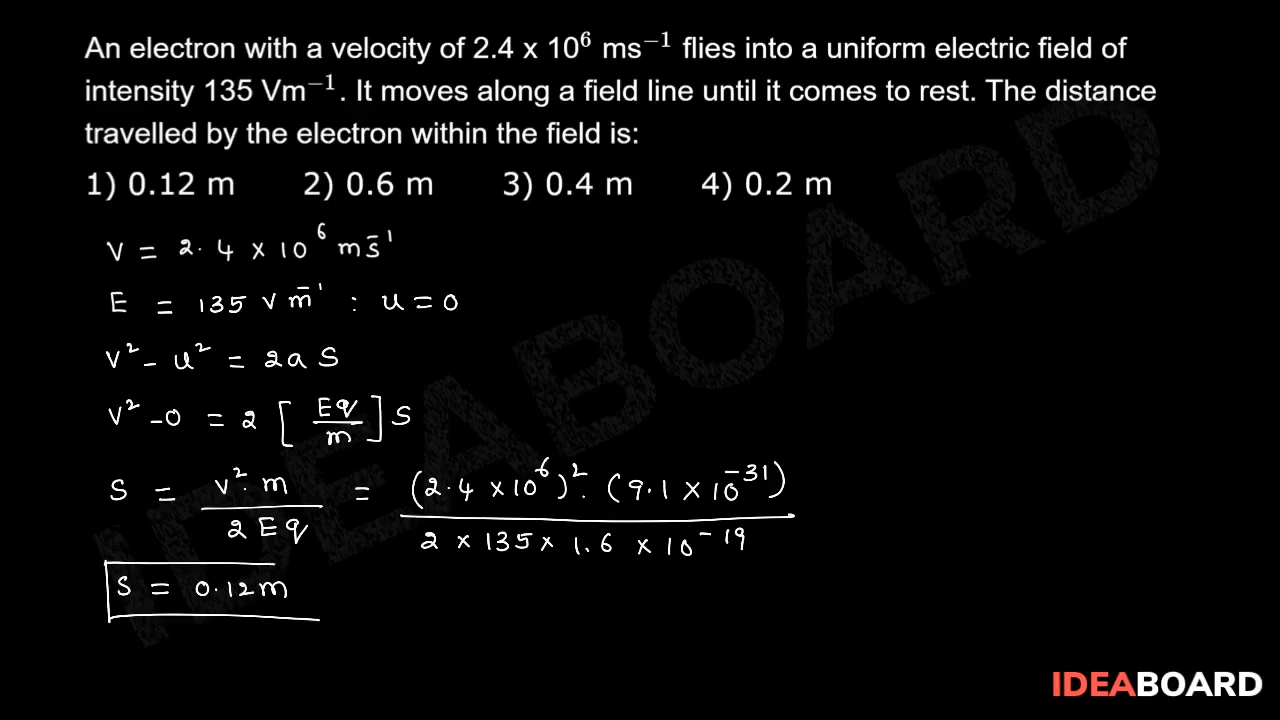 An electron with a velocity of 2.4 x 10⁶ ms⁻¹ flies into a uniform electric field of
intensity 135 Vm⁻¹. It moves along a field line until it comes to rest. The distance
travelled by the electron within the field is:
1) 0.12 m 2) 0.6 m 3) 0.4 m 4) 0.2 m
V = 2.4 × 10⁶ ms⁻¹
E = 135 Vm⁻¹ : u = 0
V² - u² = 2a S
V² - 0 = 2 [Eq/m] S
S = V².m / 2Eq = (2.4 × 10⁶)². (9.1 × 10⁻³¹) / 2 × 135 × 1.6 × 10⁻¹⁹
S = 0.12m
IDEABOARD
IDEABOARD